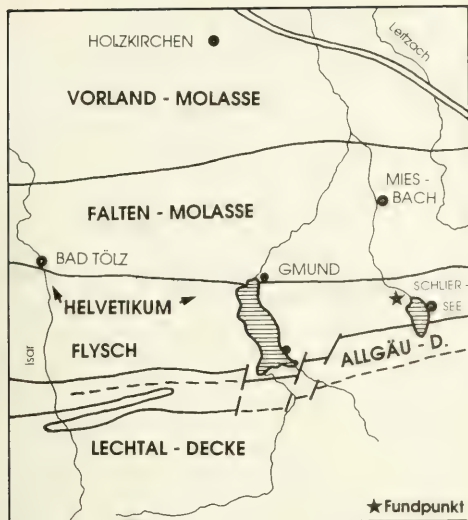 HOLZKIRCHEN
Leitzach
VORLAND - MOLASSE
MIES -
BACH
FALTEN - MOLASSE
BAD TÖLZ
GMUND
SCHLIER -
SEE
HELVETIKUM
FLYSCH
Isar
ALLGÄU - D.
LECHTAL - DECKE
★ Fundpunkt